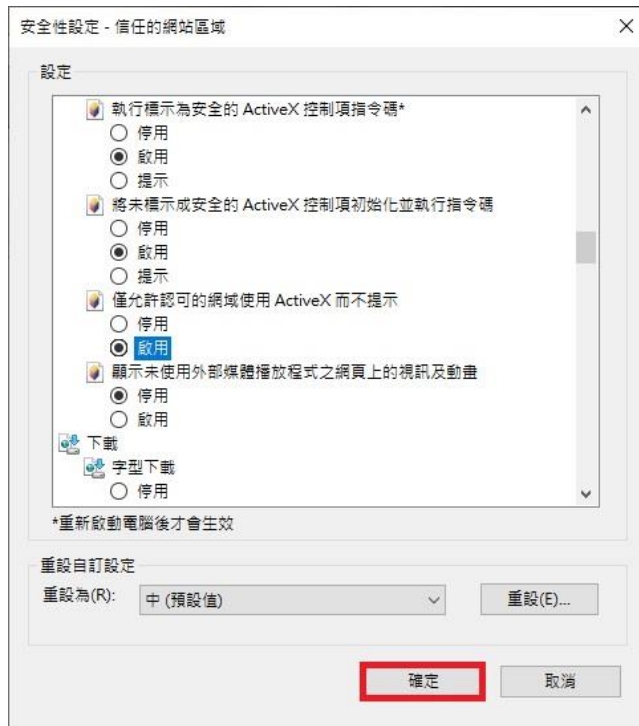 安全性設定 - 信任的網站區域
設定
執行標示為安全的 ActiveX 控制項指令碼*
停用
啟用
提示
將未標示成安全的 ActiveX 控制項初始化並執行指令碼
停用
啟用
提示
僅允許認可的網域使用 ActiveX 而不提示
停用
啟用
顯示未使用外部媒體播放程式之網頁上的視訊及動畫
停用
啟用
下載
字型下載
停用
*重新啟動電腦後才會生效
重設自訂設定
重設為(R): 中 (預設值) 重設(E)...
確定 取消